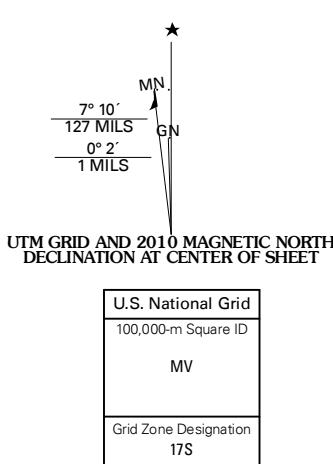 ★
MN
7° 10´
127 MILS
GN
0° 2´
1 MILS
UTM GRID AND 2010 MAGNETIC NORTH
DECLINATION AT CENTER OF SHEET
U.S. National Grid
100,000-m Square ID
MV
Grid Zone Designation
17S